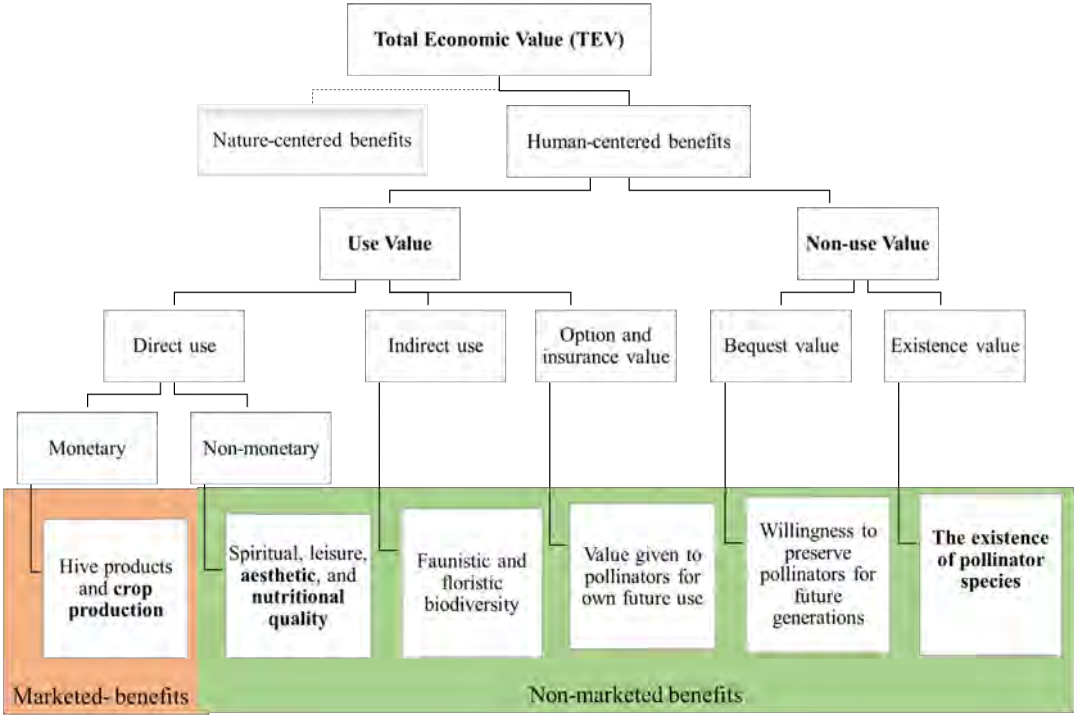 Total Economic Value (TEV)
Nature-centered benefits
Human-centered benefits
Use Value
Non-use Value
Direct use
Indirect use
Option and
insurance value
Bequest value
Existence value
Monetary
Non-monetary
Hive products
and crop
production
Spiritual, leisure,
aesthetic, and
nutritional
quality
Faunistic and
floristic
biodiversity
Value given to
pollinators for
own future use
Willingness to
preserve
pollinators for
future
generations
The existence
of pollinator
species
Marketed- benefits
Non-marketed benefits